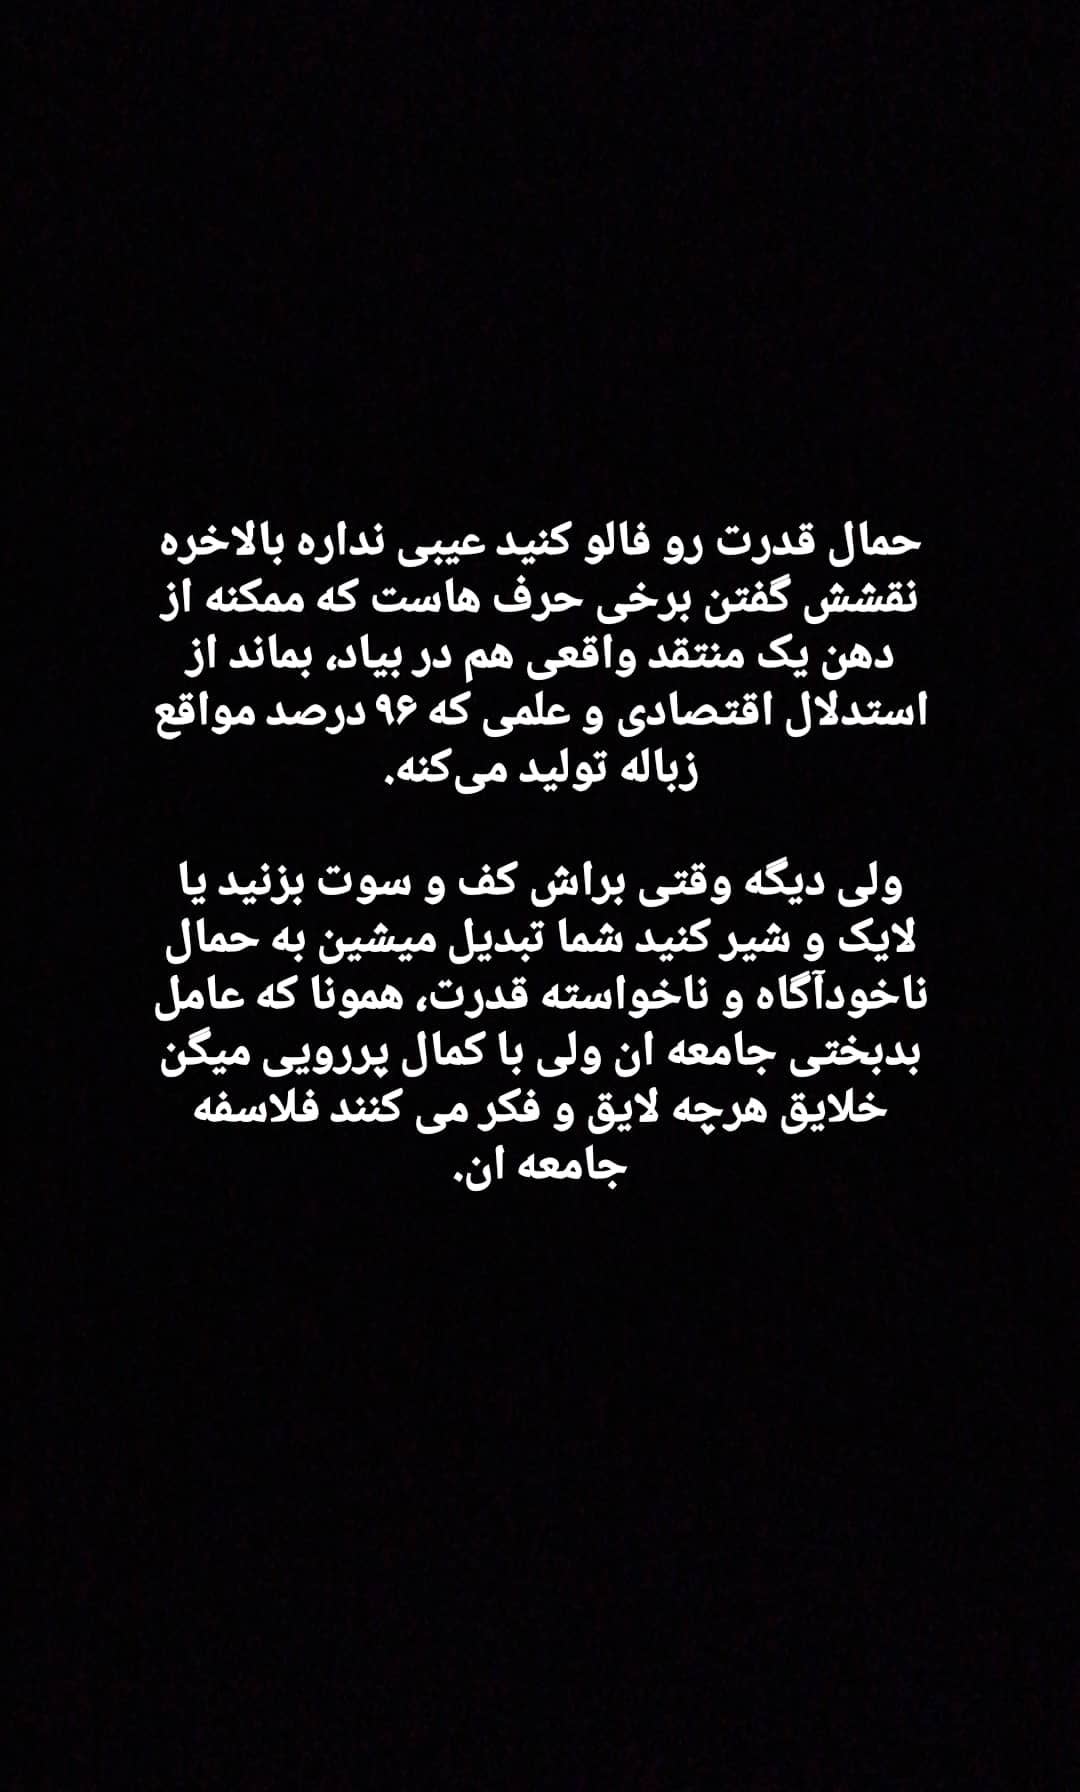 حمال قدرت رو فالو کنید عیبی نداره بالاخره
نقشش گفتن برخی حرف هاست که ممکنه از
دهن یک منتقد واقعی هم در بیاد، بماند از
استدلال اقتصادی و علمی که ۹۶ درصد مواقع
زباله تولید می‌کنه.
ولی دیگه وقتی براش کف و سوت بزنید یا
لایک و شیر کنید شما تبدیل میشین به حمال
ناخودآگاه و ناخواسته قدرت، همونا که عامل
بدبختی جامعه ان ولی با کمال پررویی میگن
خلایق هرچه لایق و فکر می کنند فلاسفه
جامعه ان.